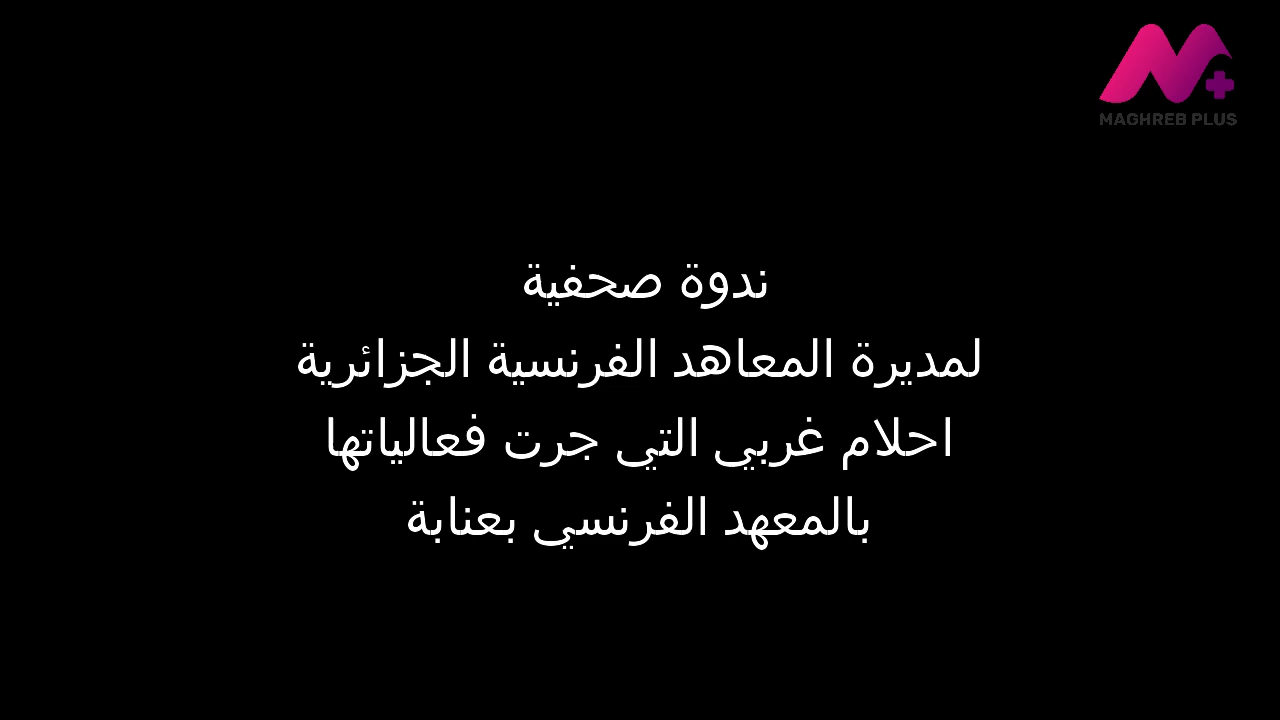 MAGHREB PLUS
ندوة صحفية
لمديرة المعاهد الفرنسية الجزائرية
احلام غربي التي جرت فعالياتها
بالمعهد الفرنسي بعنابة